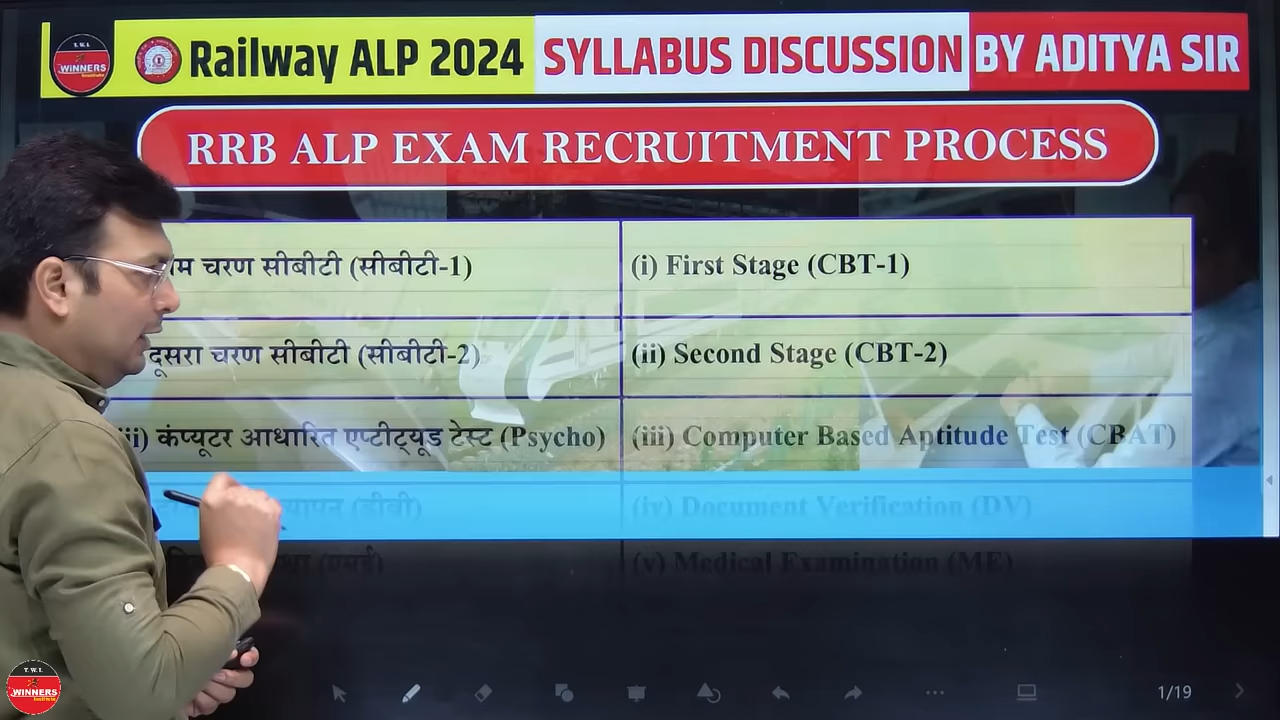 T. W. I.
WINNERS
Railway ALP 2024 SYLLABUS DISCUSSION BY ADITYA SIR
RRB ALP EXAM RECRUITMENT PROCESS
चरण सीबीटी (सीबीटी-1) (i) First Stage (CBT-1)
दूसरा चरण सीबीटी (सीबीटी-2) (ii) Second Stage (CBT-2)
कंप्यूटर आधारित एप्टीट्यूड टेस्ट (Psycho) (iii) Computer Based Aptitude Test (CBAT)
(डीवी) (iv) Document Verification (DV)
(एमई) (v) Medical Examination (ME)
1/19
T. W. I.
WINNERS